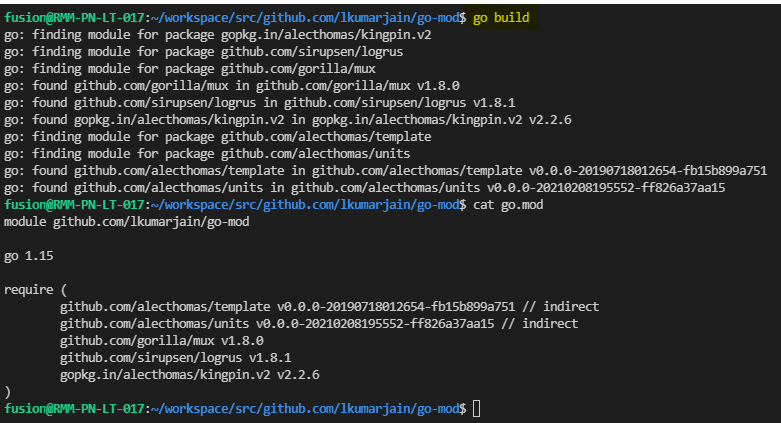 fusion@RMM-PN-LT-017:~/workspace/src/github.com/lkumarjain/go-mod$ go build
go: finding module for package gopkg.in/alecthomas/kingpin.v2
go: finding module for package github.com/sirupsen/logrus
go: finding module for package github.com/gorilla/mux
go: found github.com/gorilla/mux in github.com/gorilla/mux v1.8.0
go: found github.com/sirupsen/logrus in github.com/sirupsen/logrus v1.8.1
go: found gopkg.in/alecthomas/kingpin.v2 in gopkg.in/alecthomas/kingpin.v2 v2.2.6
go: finding module for package github.com/alecthomas/template
go: finding module for package github.com/alecthomas/units
go: found github.com/alecthomas/template in github.com/alecthomas/template v0.0.0-20190718012654-fb15b899a751
go: found github.com/alecthomas/units in github.com/alecthomas/units v0.0.0-20210208195552-ff826a37aa15
fusion@RMM-PN-LT-017:~/workspace/src/github.com/lkumarjain/go-mod$ cat go.mod
module github.com/lkumarjain/go-mod

go 1.15

require (
        github.com/alecthomas/template v0.0.0-20190718012654-fb15b899a751 // indirect
        github.com/alecthomas/units v0.0.0-20210208195552-ff826a37aa15 // indirect
        github.com/gorilla/mux v1.8.0
        github.com/sirupsen/logrus v1.8.1
        gopkg.in/alecthomas/kingpin.v2 v2.2.6
)
fusion@RMM-PN-LT-017:~/workspace/src/github.com/lkumarjain/go-mod$